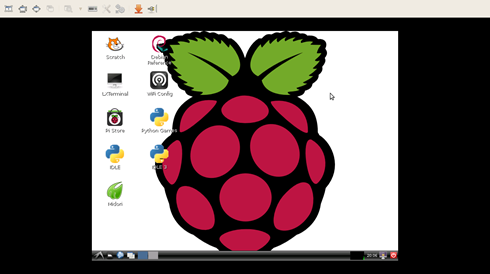 Scratch
Debian Reference
LXTerminal
WiFi Config
Pi Store
Python Games
IDLE
IDLE 3
Midori
20:06